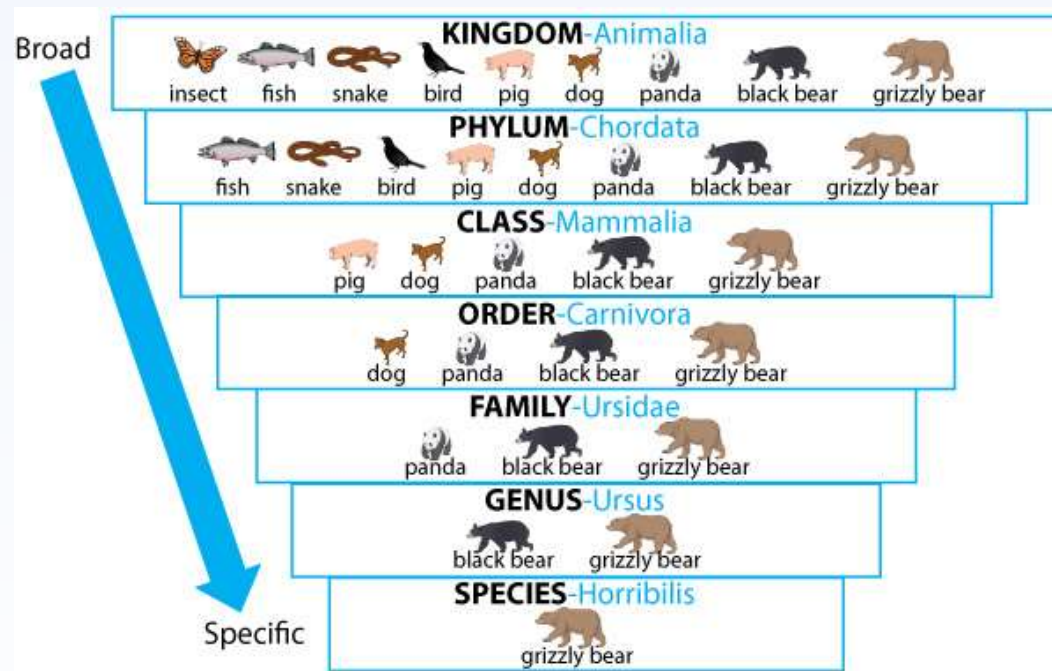 Broad
KINGDOM-Animalia
insect fish snake bird pig dog panda black bear grizzly bear
PHYLUM-Chordata
fish snake bird pig dog panda black bear grizzly bear
CLASS-Mammalia
pig dog panda black bear grizzly bear
ORDER-Carnivora
dog panda black bear grizzly bear
FAMILY-Ursidae
panda black bear grizzly bear
GENUS-Ursus
black bear grizzly bear
SPECIES-Horribilis
grizzly bear
Specific